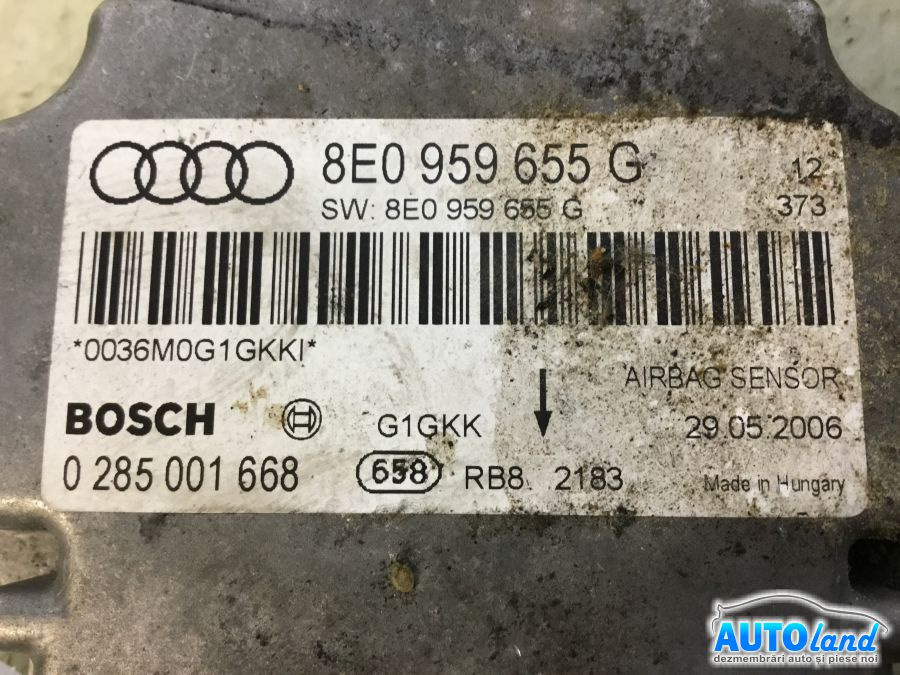 8E0 959 655 G
12
SW: 8E0 959 655 G
373
*0036M0G1GKKI*
AIRBAG SENSOR
BOSCH
G1GKK
29.05.2006
0 285 001 668
658
RB8. 2183
Made in Hungary
AUTOland
dezmembrări auto și piese noi